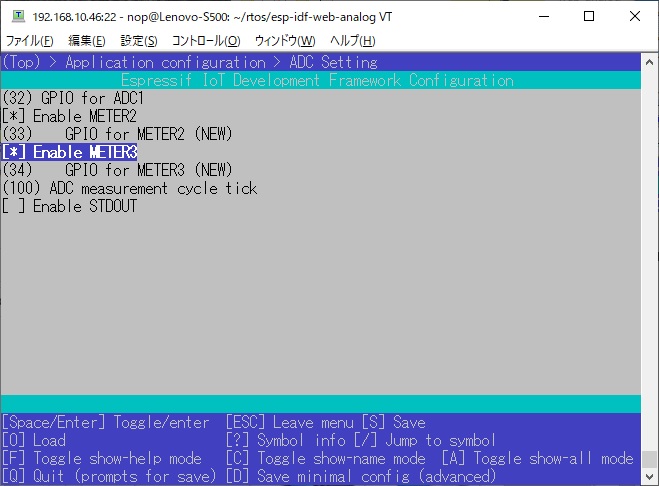 192.168.10.46:22 - nop@Lenovo-S500: ~/rtos/esp-idf-web-analog VT
ファイル(F) 編集(E) 設定(S) コントロール(O) ウィンドウ(W) ヘルプ(H)
(Top) > Application configuration > ADC Setting
Espressif IoT Development Framework Configuration
(32) GPIO for ADC1
[*] Enable METER2
(33)    GPIO for METER2 (NEW)
[*] Enable METER3
(34)    GPIO for METER3 (NEW)
(100) ADC measurement cycle tick
[ ] Enable STDOUT
[Space/Enter] Toggle/enter  [ESC] Leave menu [S] Save
[O] Load                    [?] Symbol info [/] Jump to symbol
[F] Toggle show-help mode   [C] Toggle show-name mode  [A] Toggle show-all mode
[Q] Quit (prompts for save) [D] Save minimal config (advanced)